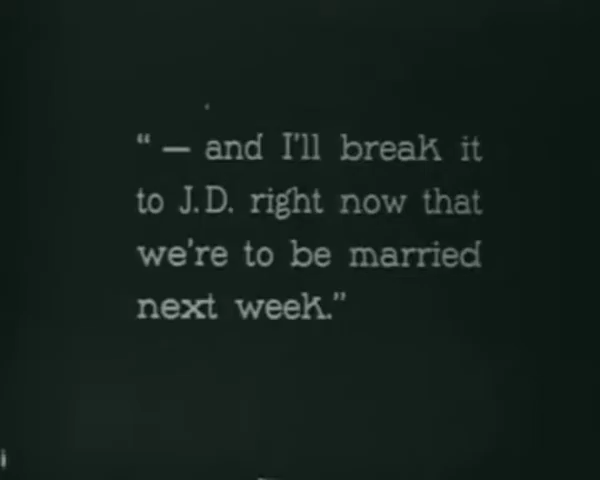 “ — and I'll break it
to J.D. right now that
we're to be married
next week.”